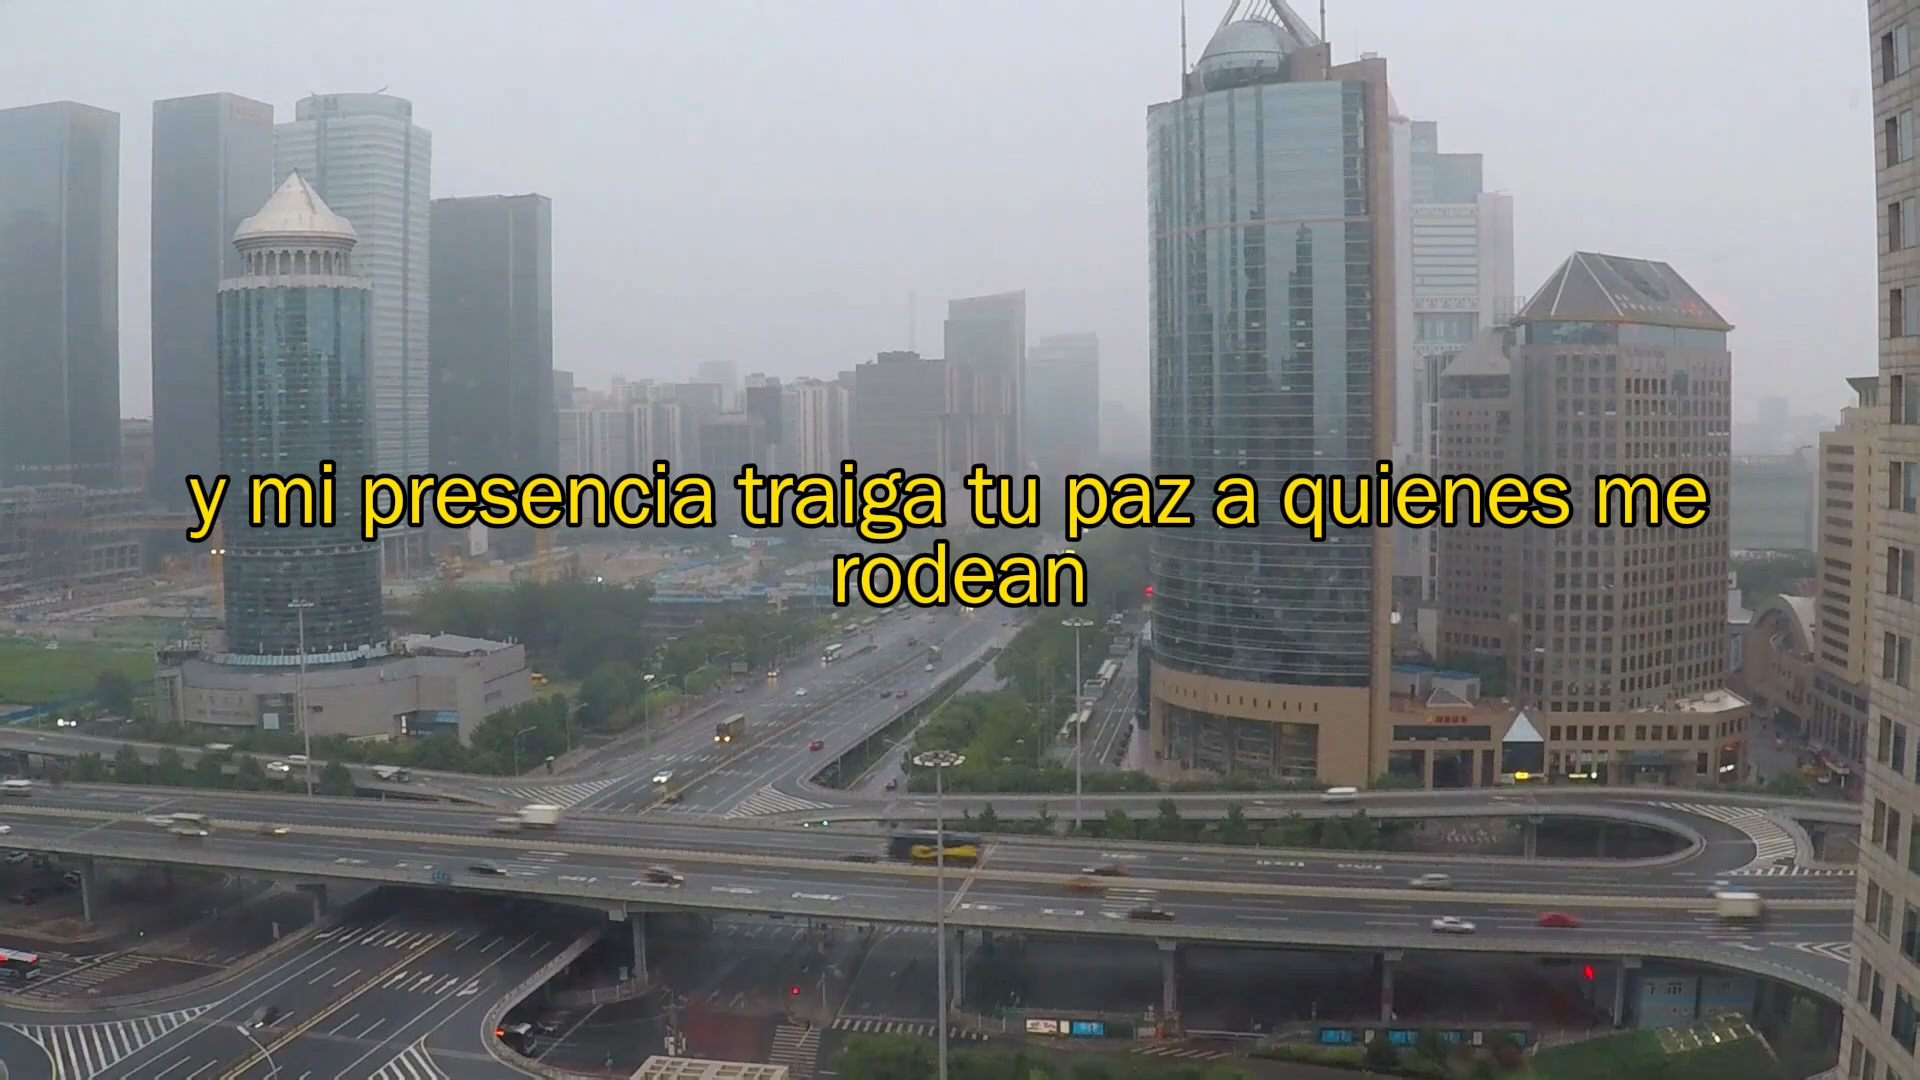 y mi presencia traiga tu paz a quienes me
rodean